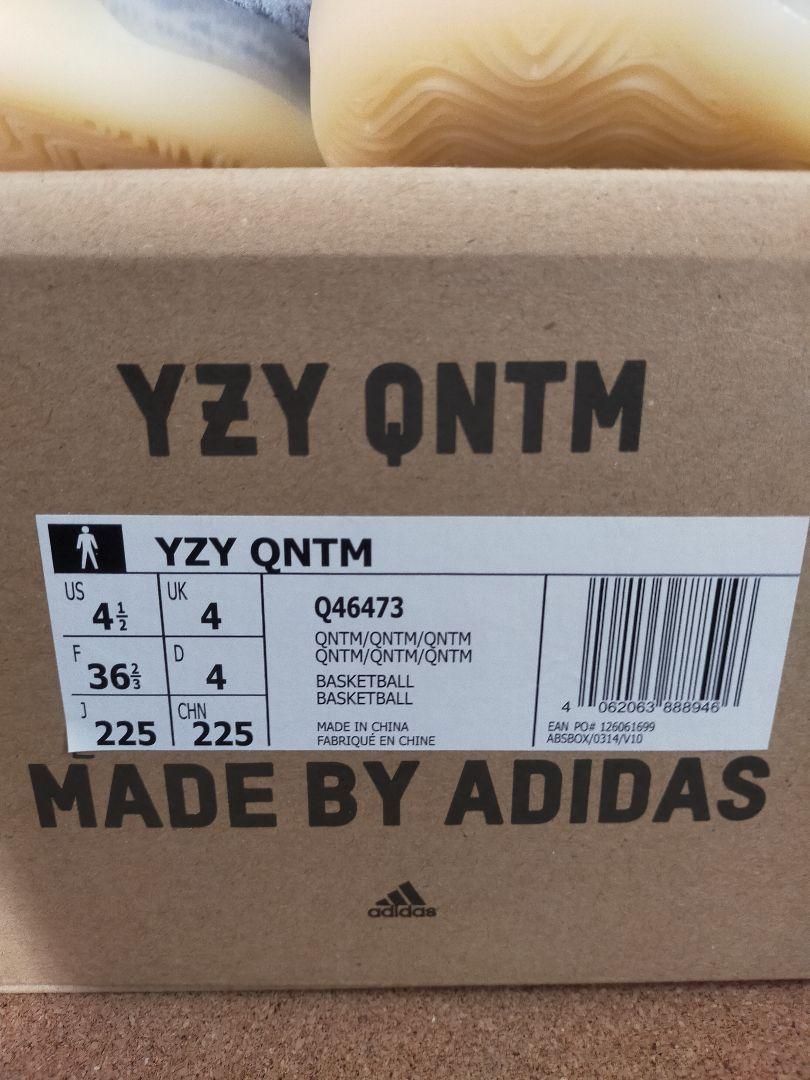 YZY QNTM
YZY QNTM
US 4½ UK 4
F 36⅔ D 4
J 225 CHN 225
Q46473
QNTM/QNTM/QNTM
QNTM/QNTM/QNTM
BASKETBALL
BASKETBALL
MADE IN CHINA
FABRIQUÉ EN CHINE
4 062063 888946
EAN PO# 126061699
ABSBOX/0314/V10
MADE BY ADIDAS
adidas